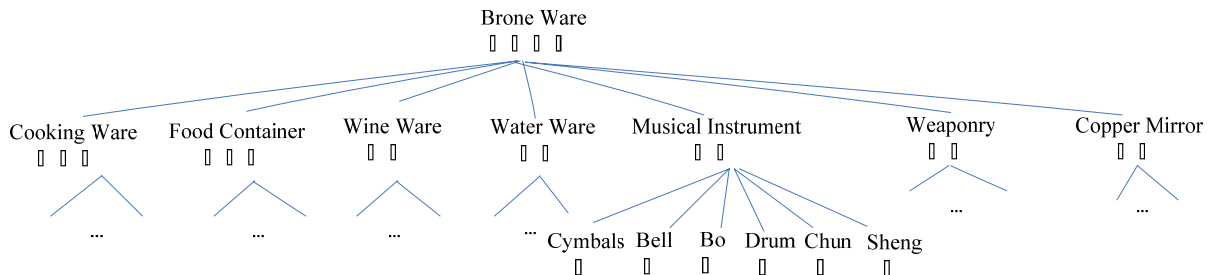 Brone Ware
Cooking Ware
Food Container
Wine Ware
Water Ware
Musical Instrument
Weaponry
Copper Mirror
...
...
...
...
...
...
Cymbals
Bell
Bo
Drum
Chun
Sheng